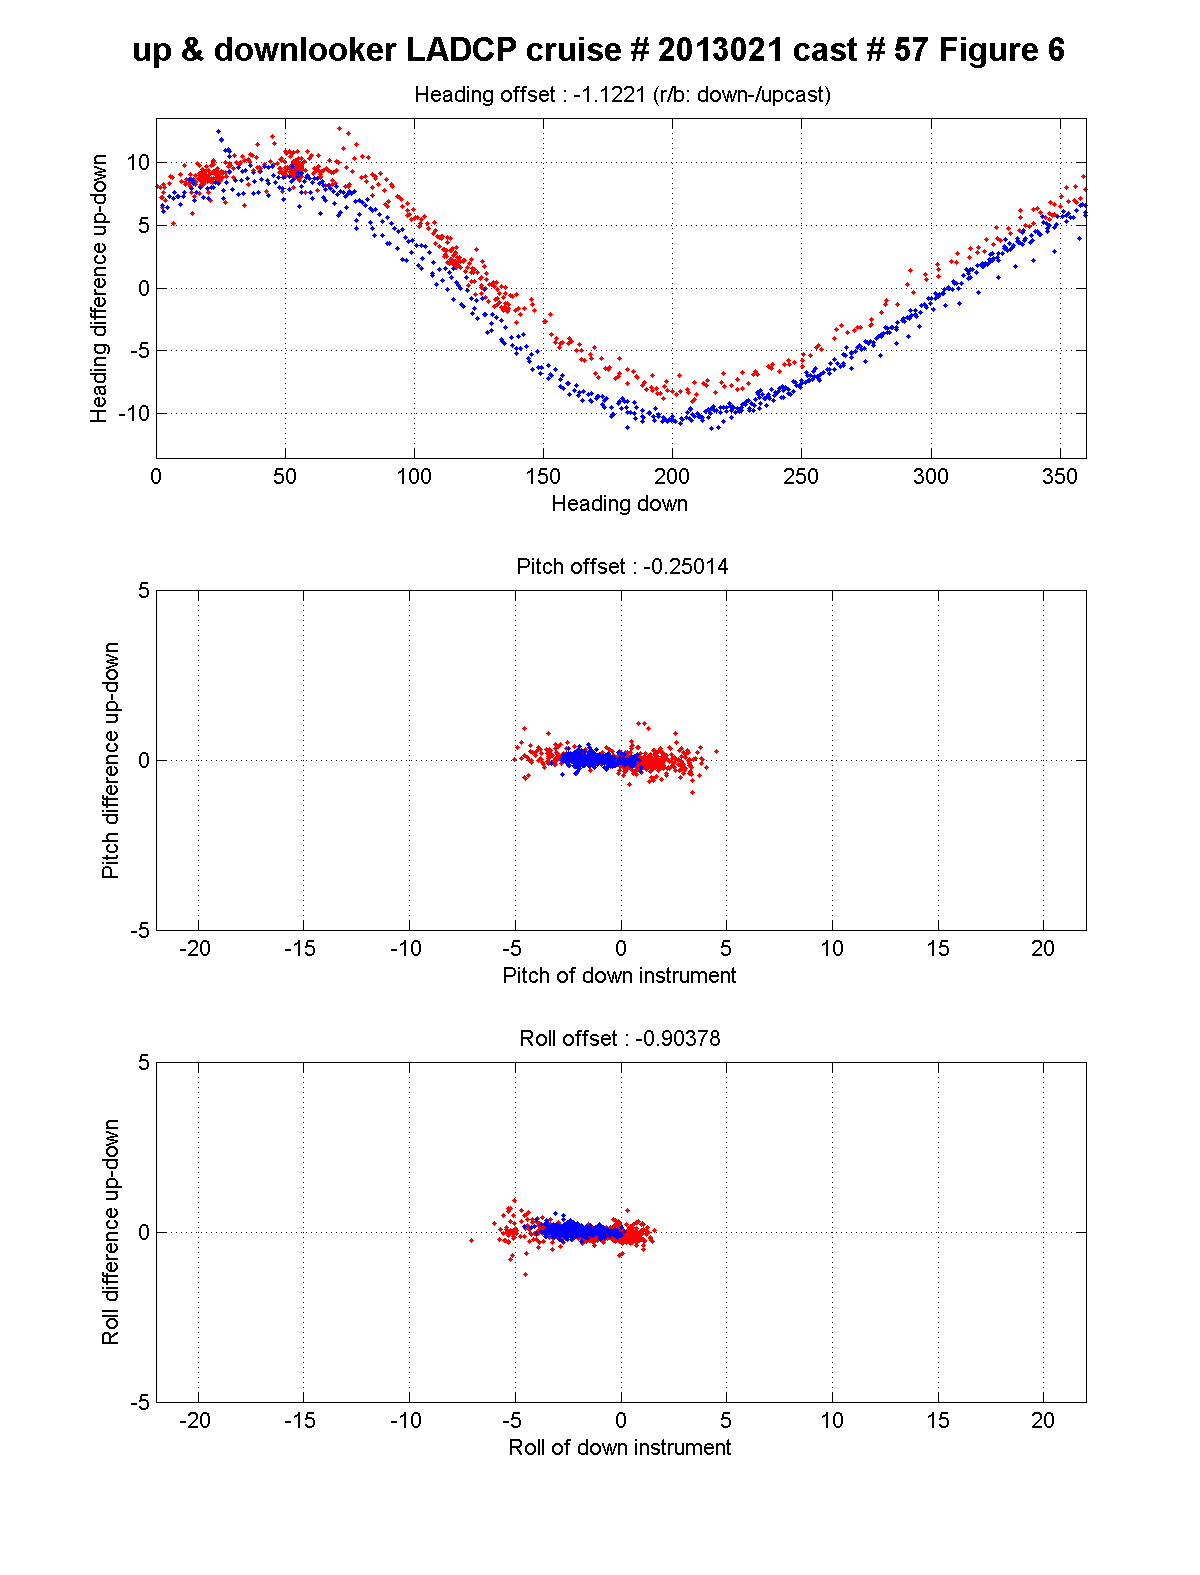 up & downlooker LADCP cruise # 2013021 cast # 57 Figure 6
Heading offset : -1.1221 (r/b: down-/upcast)
Heading difference up-down
10
5
0
-5
-10
0 50 100 150 200 250 300 350
Heading down
Pitch offset : -0.25014
Pitch difference up-down
5
0
-5
-20 -15 -10 -5 0 5 10 15 20
Pitch of down instrument
Roll offset : -0.90378
Roll difference up-down
5
0
-5
-20 -15 -10 -5 0 5 10 15 20
Roll of down instrument